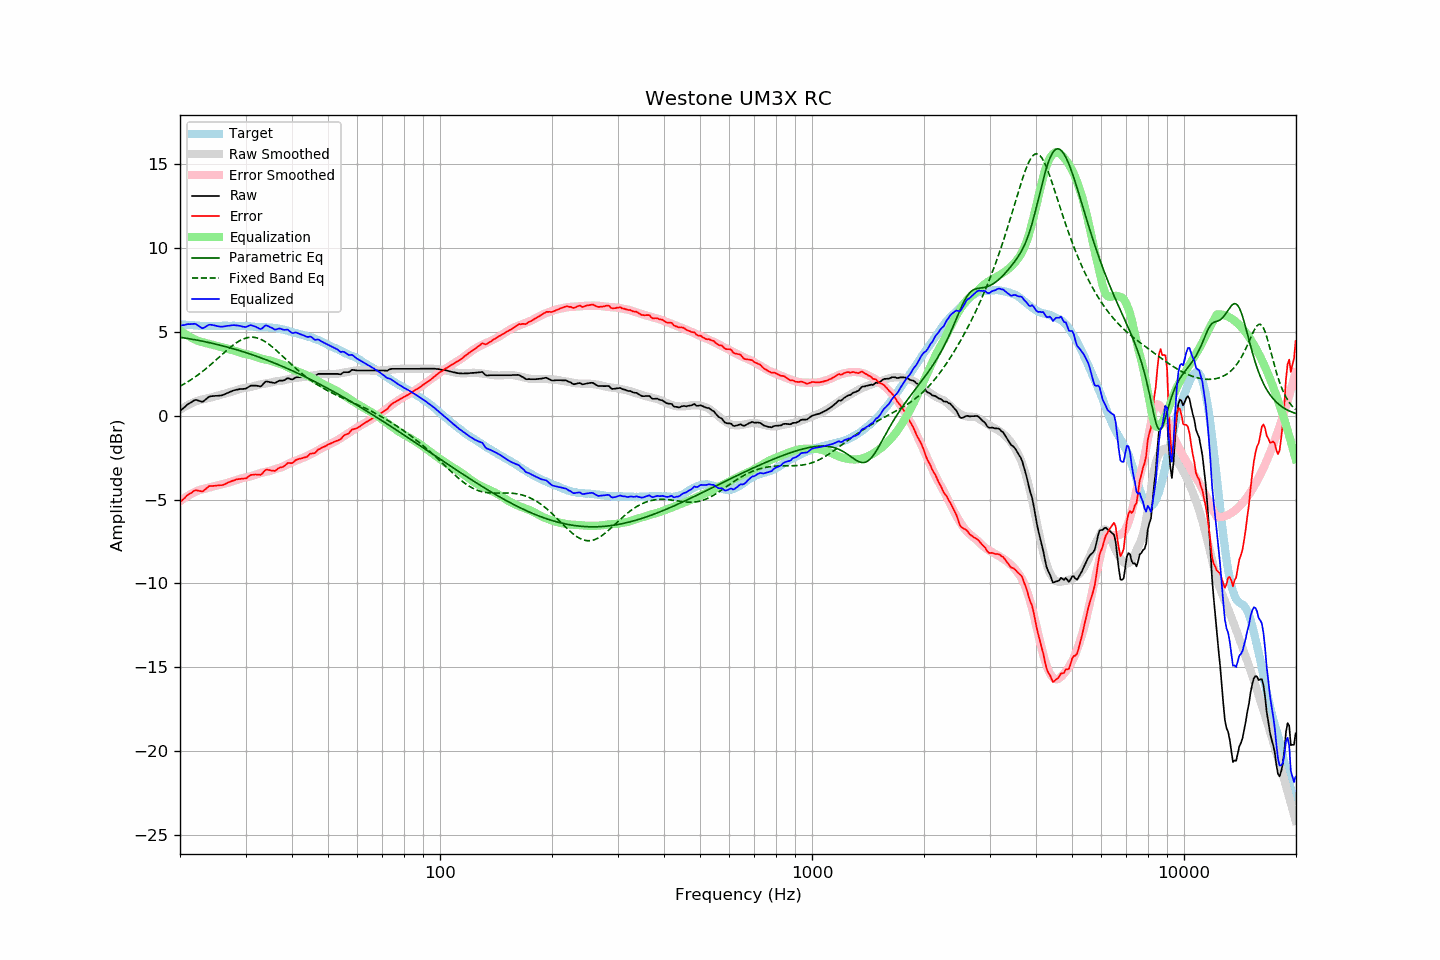 Westone UM3X RC
Target
Raw Smoothed
Error Smoothed
Raw
Error
Equalization
Parametric Eq
Fixed Band Eq
Equalized
15
10
5
0
−5
−10
−15
−20
−25
Amplitude (dBr)
100
1000
10000
Frequency (Hz)